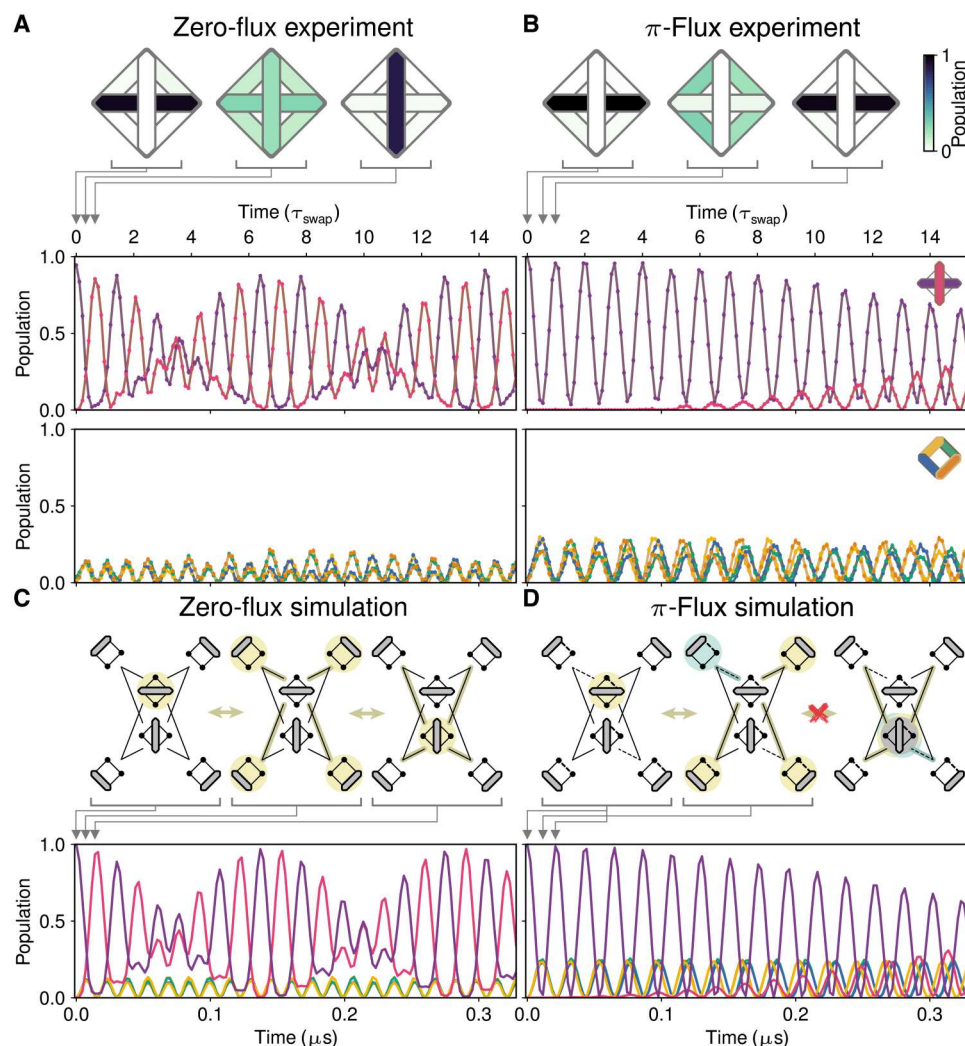 A Zero-flux experiment
B π-Flux experiment
1
0
Population
Time (τswap)
0 2 4 6 8 10 12 14
Time (τswap)
0 2 4 6 8 10 12 14
1.0
0.5
0.0
Population
1.0
0.5
0.0
Population
C Zero-flux simulation
D π-Flux simulation
1.0
0.5
0.0
Population
0.0 0.1 0.2 0.3
Time (μs)
0.0 0.1 0.2 0.3
Time (μs)